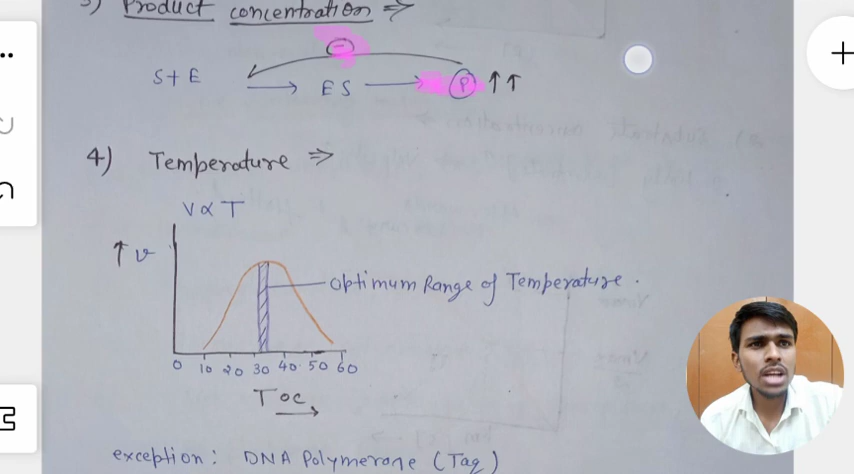 3) Product concentration ⇒
⊖
S + E → ES → P ↑↑
4) Temperature ⇒
V ∝ T
↑ v
Optimum Range of Temperature.
0 10 20 30 40 50 60
T °C →
exception: DNA Polymerase (Taq)